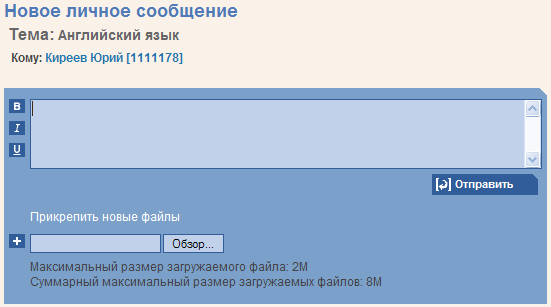 Новое личное сообщение
Тема: Английский язык
Кому: Киреев Юрий [1111178]
B
I
U
Отправить
Прикрепить новые файлы
+
Обзор...
Максимальный размер загружаемого файла: 2M
Суммарный максимальный размер загружаемых файлов: 8M